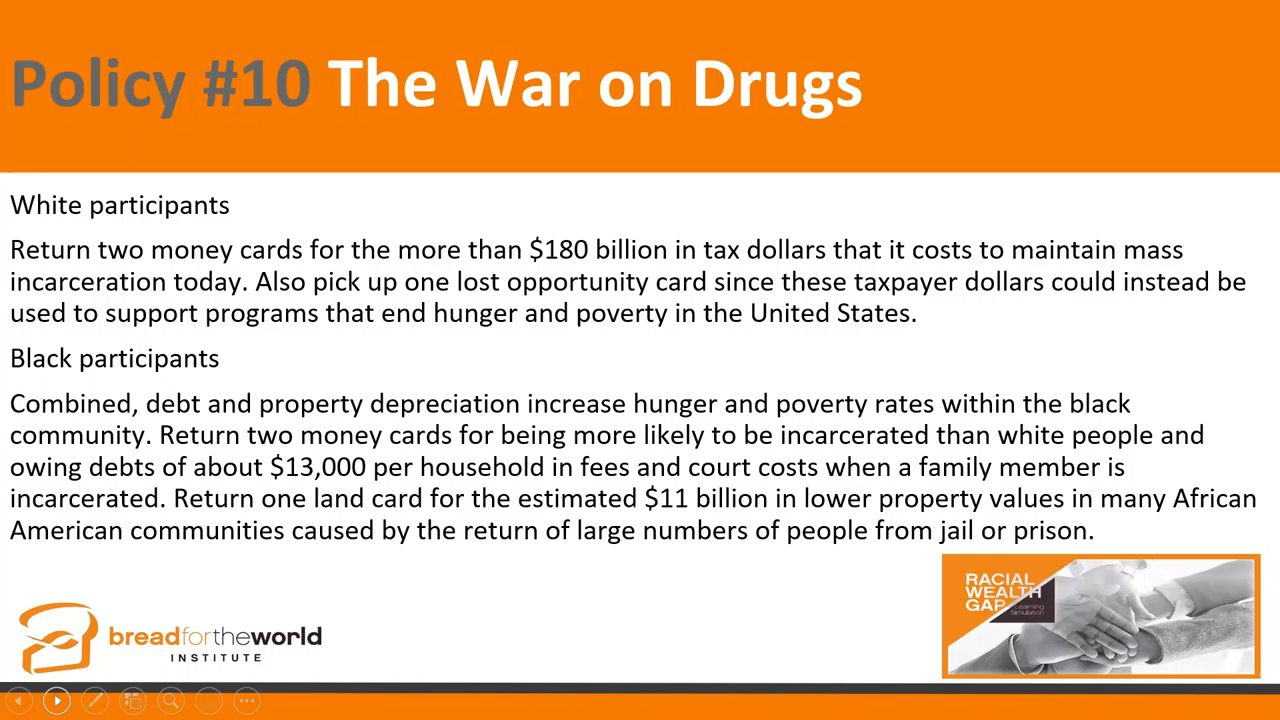 Policy #10 The War on Drugs
White participants
Return two money cards for the more than $180 billion in tax dollars that it costs to maintain mass
incarceration today. Also pick up one lost opportunity card since these taxpayer dollars could instead be
used to support programs that end hunger and poverty in the United States.
Black participants
Combined, debt and property depreciation increase hunger and poverty rates within the black
community. Return two money cards for being more likely to be incarcerated than white people and
owing debts of about $13,000 per household in fees and court costs when a family member is
incarcerated. Return one land card for the estimated $11 billion in lower property values in many African
American communities caused by the return of large numbers of people from jail or prison.
breadfortheworld
INSTITUTE
RACIAL
WEALTH
GAP
Learning
Simulation